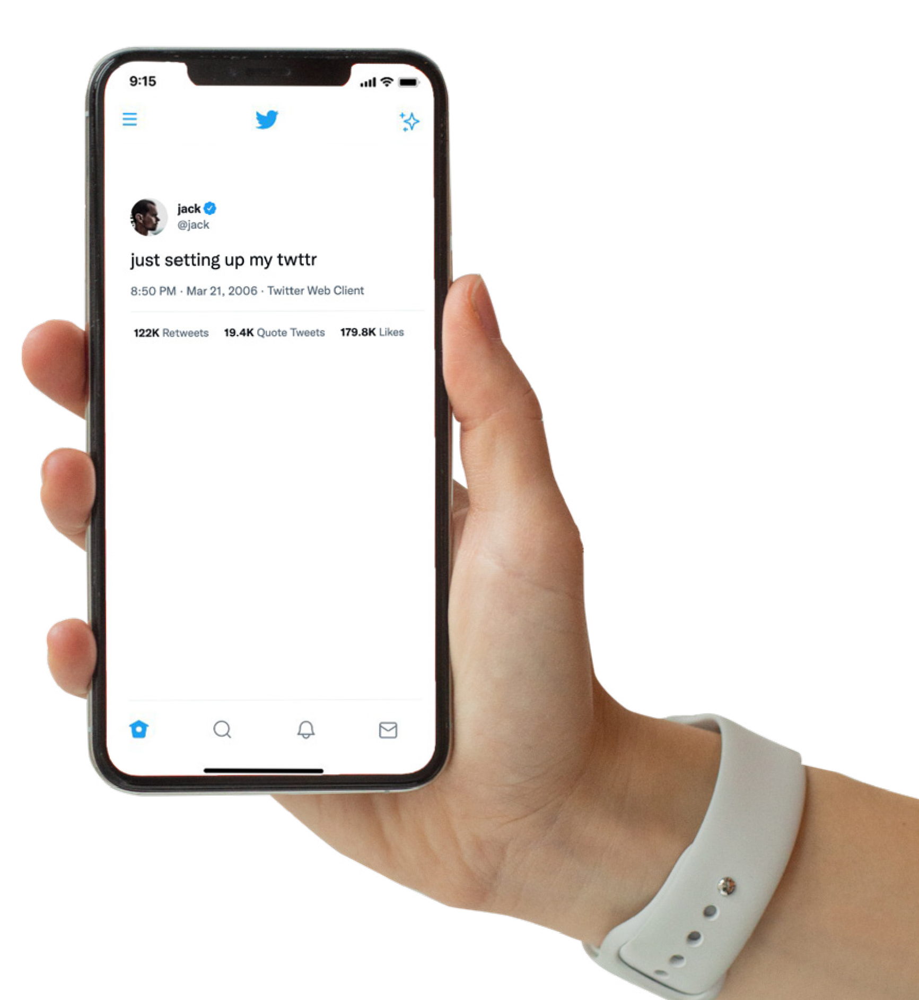 9:15
jack
@jack
just setting up my twttr
8:50 PM · Mar 21, 2006 · Twitter Web Client
122K Retweets 19.4K Quote Tweets 179.8K Likes